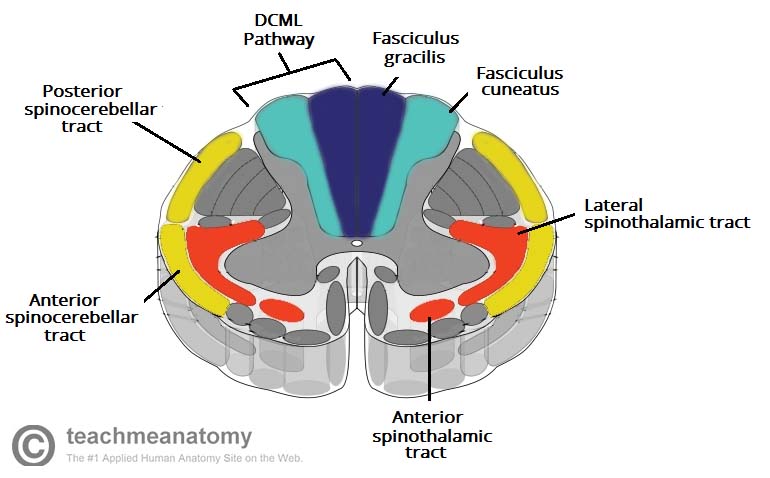 DCML
Pathway
Fasciculus
gracilis
Fasciculus
cuneatus
Posterior
spinocerebellar
tract
Lateral
spinothalamic tract
Anterior
spinocerebellar
tract
Anterior
spinothalamic
tract
© teachmeanatomy
The #1 Applied Human Anatomy Site on the Web.